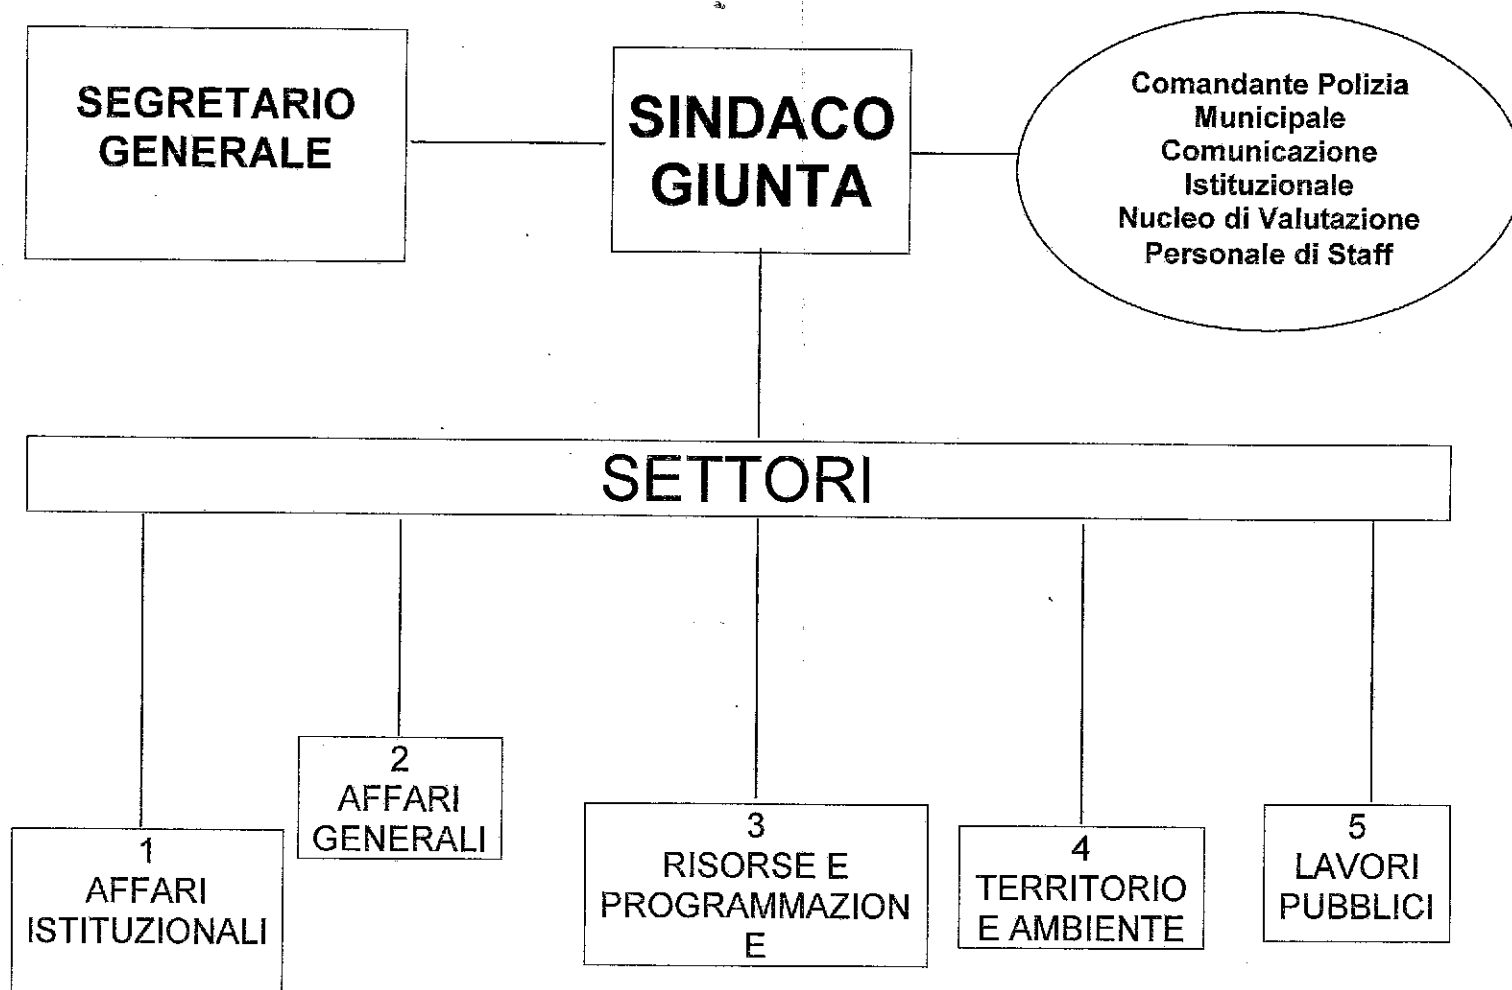 SEGRETARIO
GENERALE
SINDACO
GIUNTA
Comandante Polizia
Municipale
Comunicazione
Istituzionale
Nucleo di Valutazione
Personale di Staff
SETTORI
1
AFFARI
ISTITUZIONALI
2
AFFARI
GENERALI
3
RISORSE E
PROGRAMMAZION
E
4
TERRITORIO
E AMBIENTE
5
LAVORI
PUBBLICI